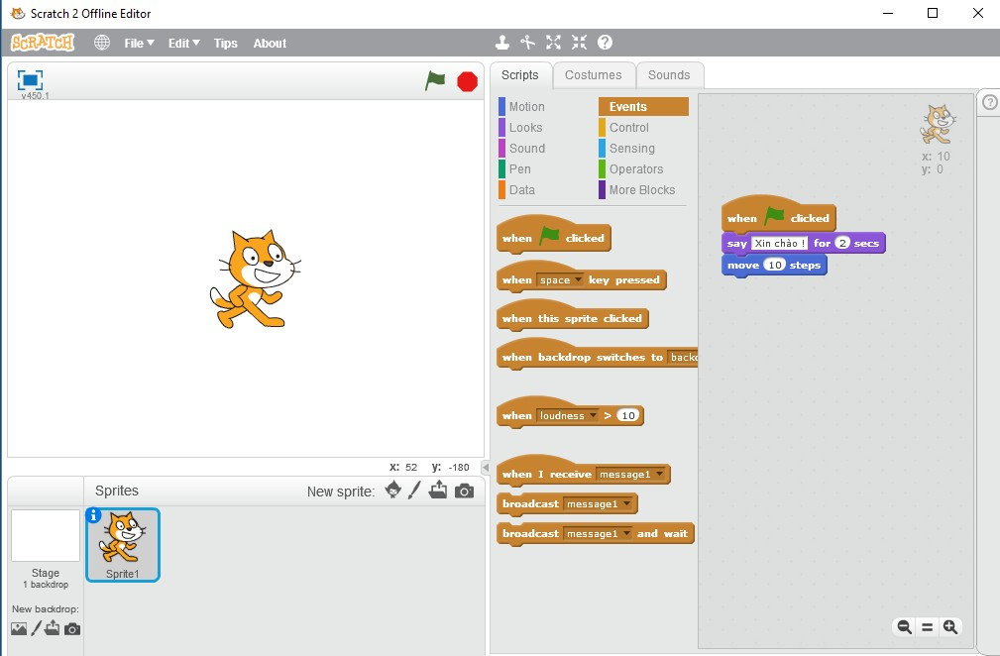 Scratch 2 Offline Editor
SCRATCH File Edit Tips About
v450.1
Scripts Costumes Sounds
Motion Events
Looks Control
Sound Sensing
Pen Operators
Data More Blocks
when clicked
when space key pressed
when this sprite clicked
when backdrop switches to
when loudness > 10
when I receive message1
broadcast message1
broadcast message1 and wait
x: 10
y: 0
when clicked
say Xin chào ! for 2 secs
move 10 steps
x: 52 y: -180
Sprites New sprite:
Stage
1 backdrop
New backdrop:
Sprite1